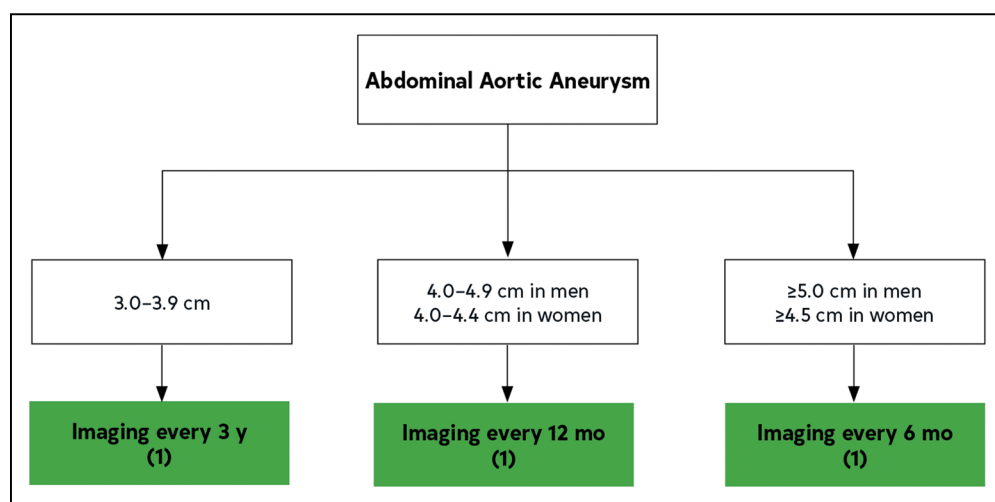 Abdominal Aortic Aneurysm
3.0–3.9 cm
4.0–4.9 cm in men
4.0–4.4 cm in women
≥5.0 cm in men
≥4.5 cm in women
Imaging every 3 y
(1)
Imaging every 12 mo
(1)
Imaging every 6 mo
(1)